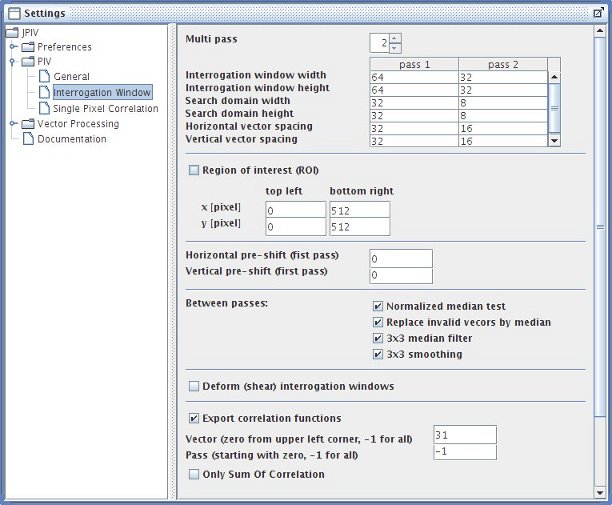 Settings
JPIV
Preferences
PIV
General
Interrogation Window
Single Pixel Correlation
Vector Processing
Documentation
Multi pass 2
pass 1 pass 2
Interrogation window width 64 32
Interrogation window height 64 32
Search domain width 32 8
Search domain height 32 8
Horizontal vector spacing 32 16
Vertical vector spacing 32 16
Region of interest (ROI)
top left bottom right
x [pixel] 0 512
y [pixel] 0 512
Horizontal pre-shift (fist pass) 0
Vertical pre-shift (first pass) 0
Between passes: Normalized median test
Replace invalid vecors by median
3x3 median filter
3x3 smoothing
Deform (shear) interrogation windows
Export correlation functions
Vector (zero from upper left corner, -1 for all) 31
Pass (starting with zero, -1 for all) -1
Only Sum Of Correlation